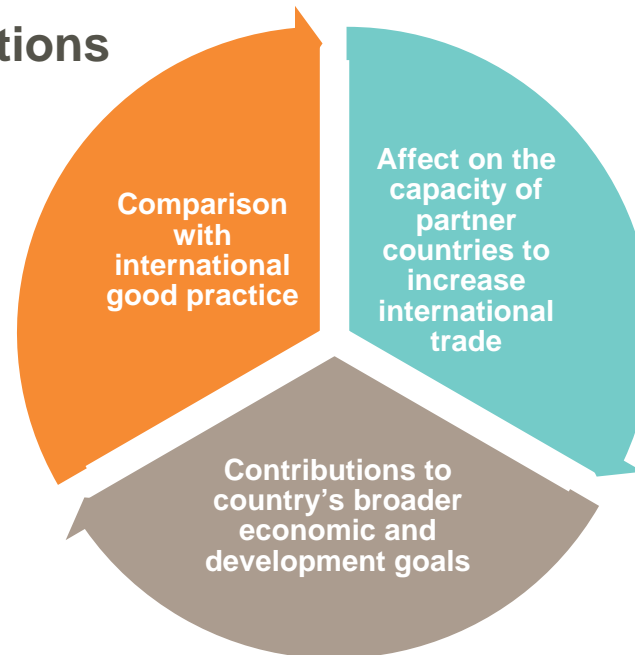 tions
Comparison
with
international
good practice
Affect on the
capacity of
partner
countries to
increase
international
trade
Contributions to
country's broader
economic and
development goals